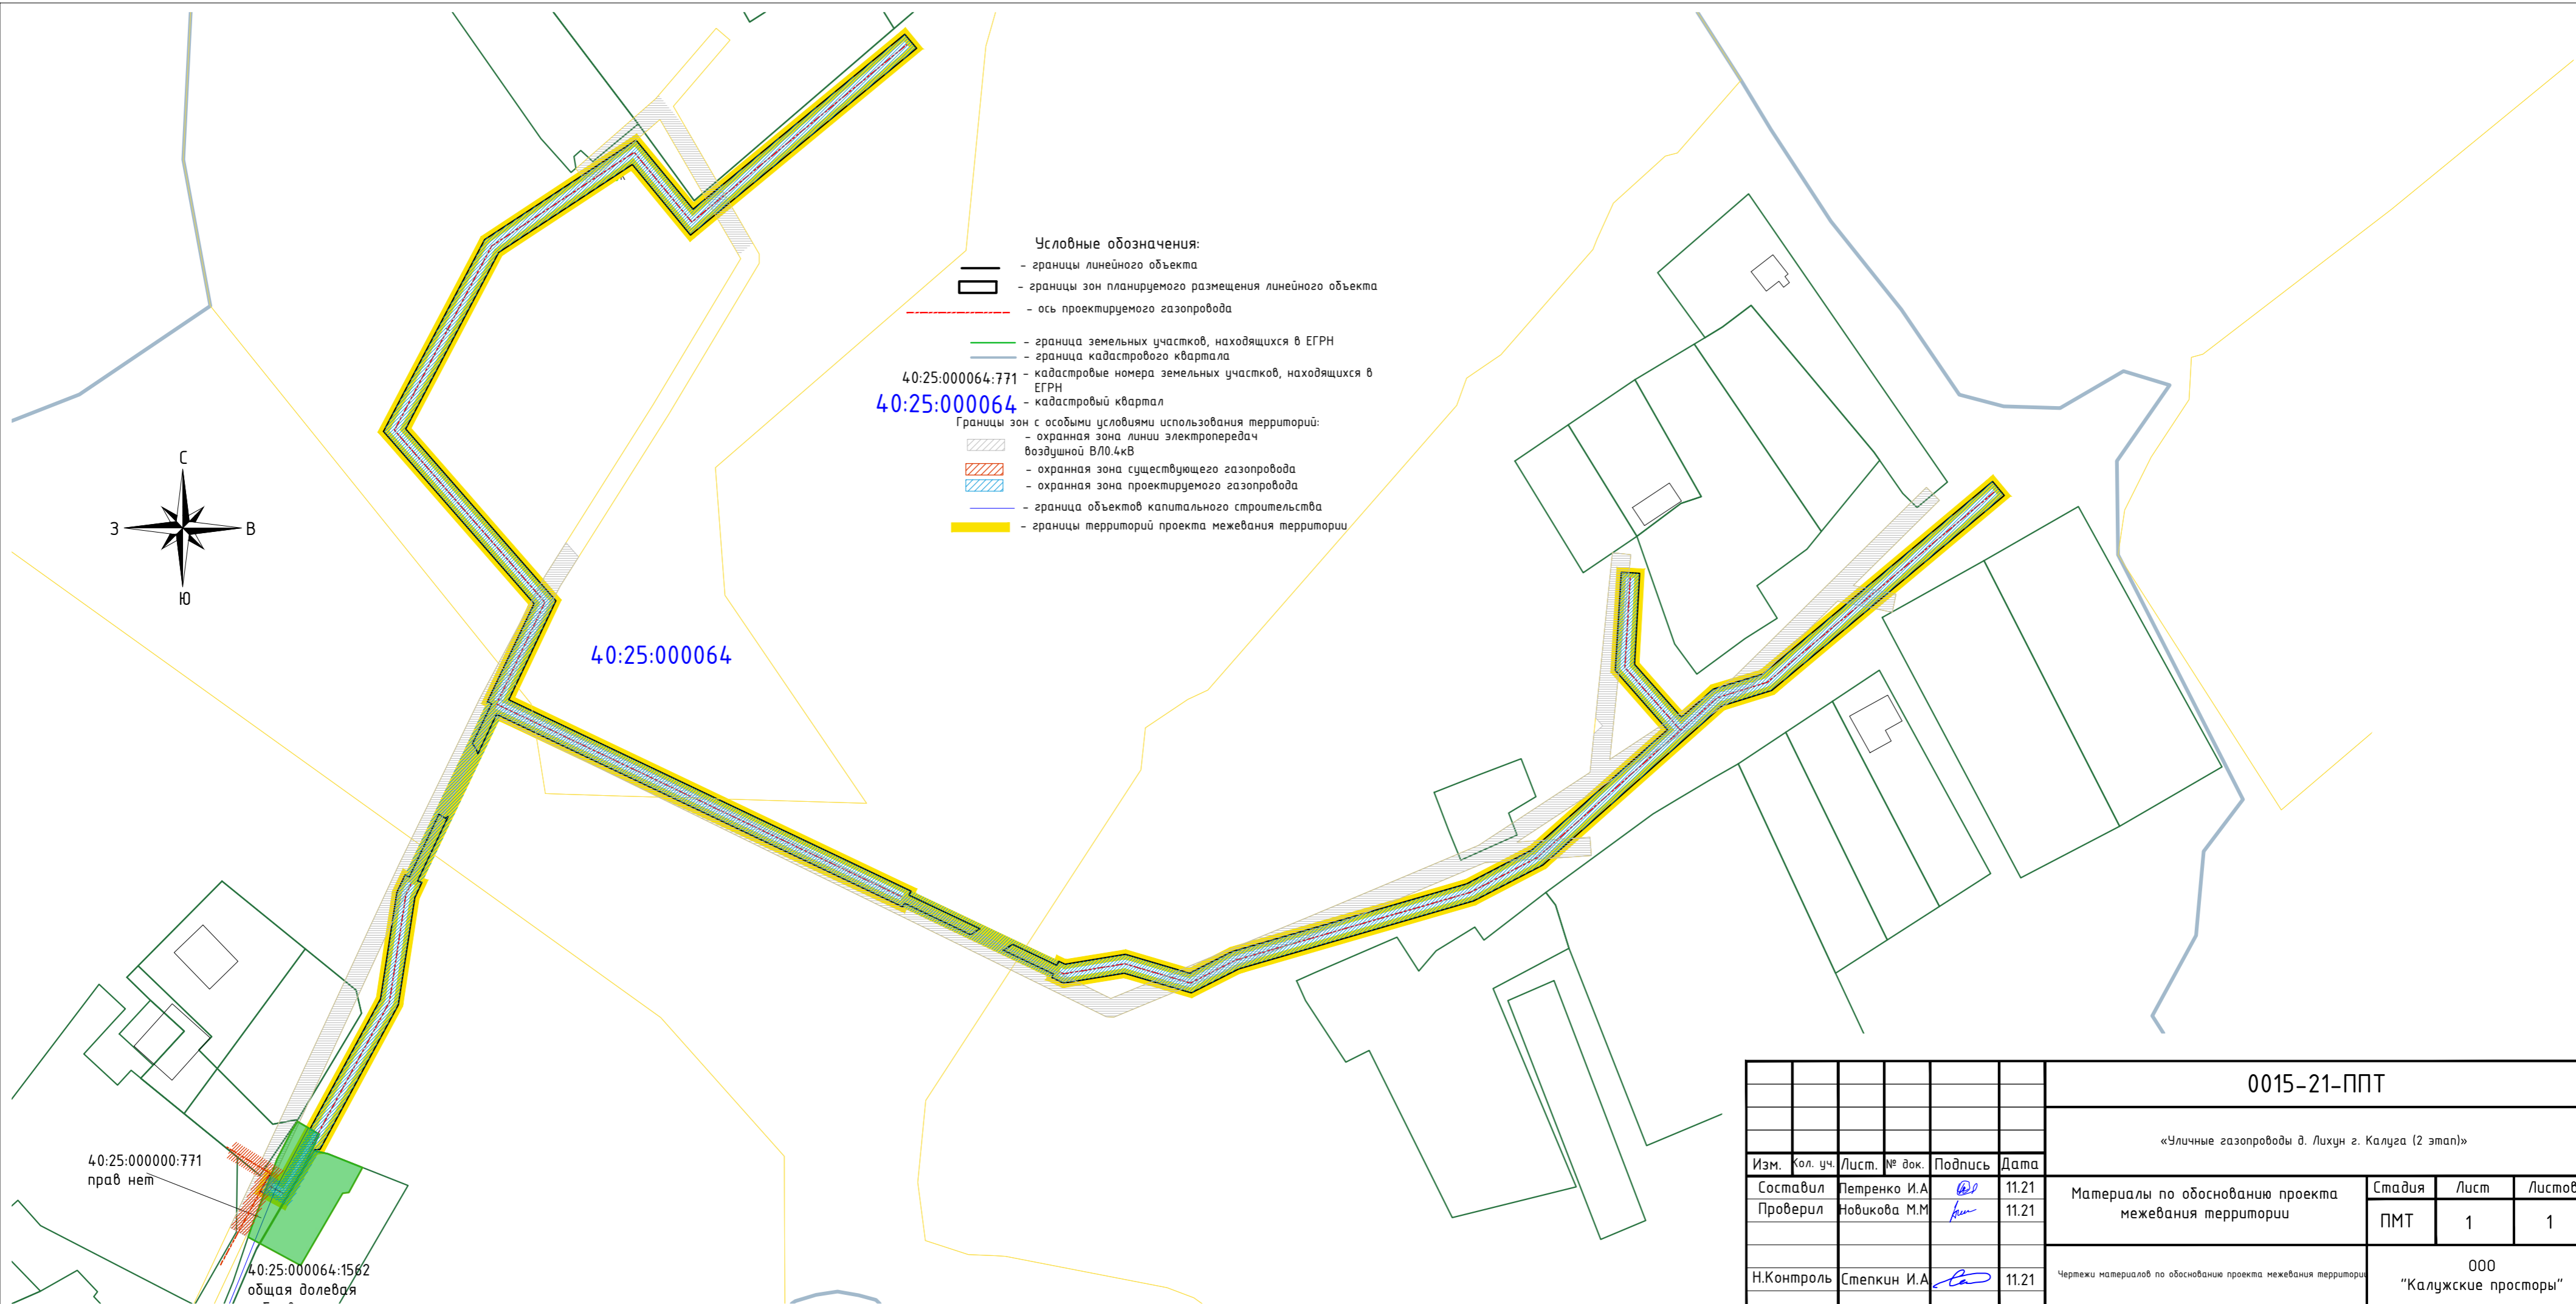 Условные обозначения:
- границы линейного объекта
- границы зон планируемого размещения линейного объекта
- ось проектируемого газопровода
- граница земельных участков, находящихся в ЕГРН
- граница кадастрового квартала
40:25:000064:771 - кадастровые номера земельных участков, находящихся в
ЕГРН
40:25:000064 - кадастровый квартал
Границы зон с особыми условиями использования территорий:
- охранная зона линии электропередач
воздушной ВЛ0.4кВ
- охранная зона существующего газопровода
- охранная зона проектируемого газопровода
- граница объектов капитального строительства
- границы территорий проекта межевания территории
С
З
В
Ю
40:25:000064
40:25:000000:771
прав нет
40:25:000064:1562
общая долевая
0015-21-ППТ
«Уличные газопроводы д. Лихун г. Калуга (2 этап)»
Изм. Кол. уч. Лист. № док. Подпись Дата
Составил Петренко И.А 11.21
Проверил Новикова М.М 11.21
Н.Контроль Степкин И.А 11.21
Материалы по обоснованию проекта
межевания территории
Стадия Лист Листов
ПМТ 1 1
Чертежи материалов по обоснованию проекта межевания территории
ООО
"Калужские просторы"